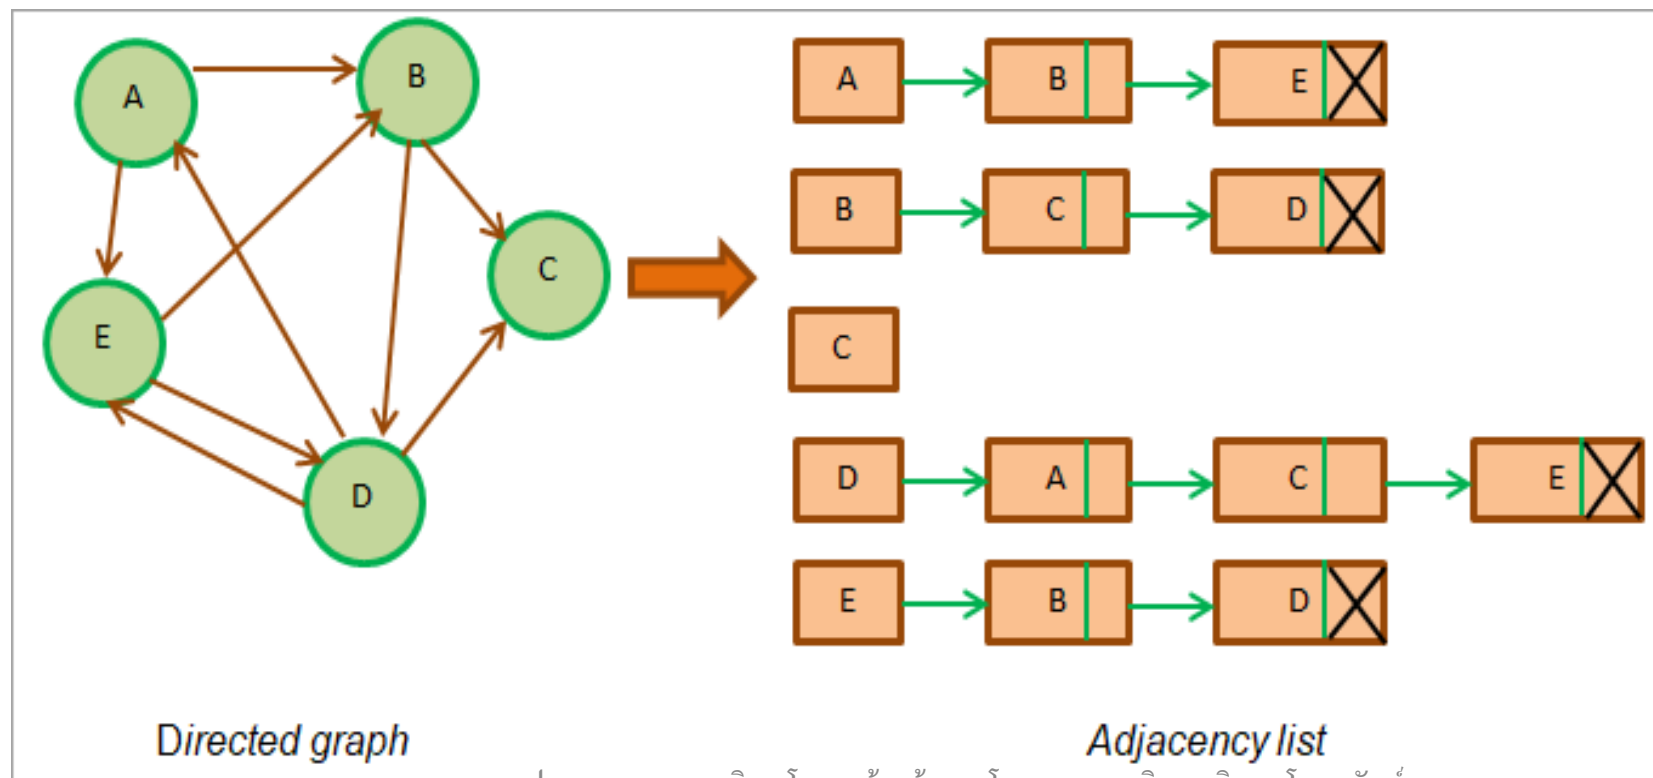 A
B
C
E
D
A B E
B C D
C
D A C E
E B D
Directed graph
Adjacency list